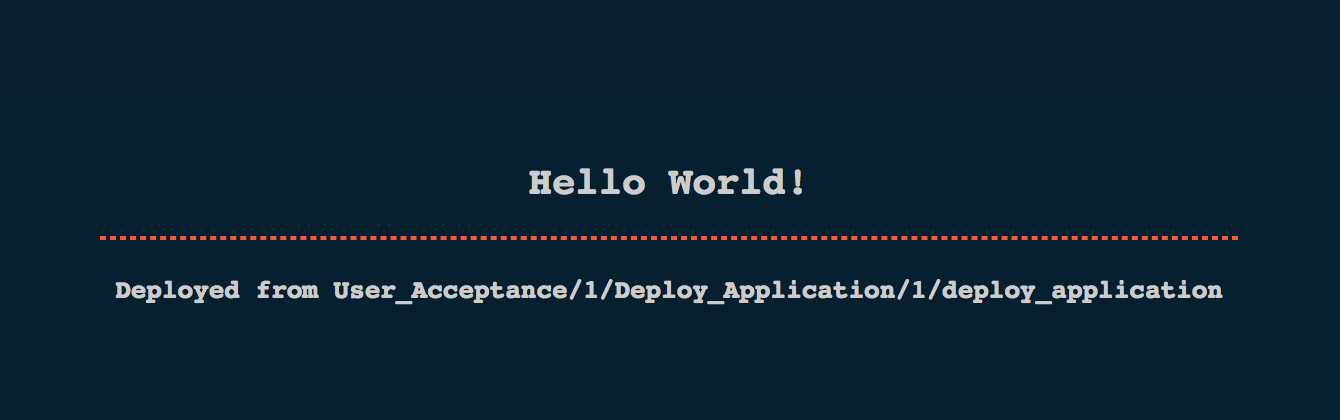 Hello World!
Deployed from User_Acceptance/1/Deploy_Application/1/deploy_application